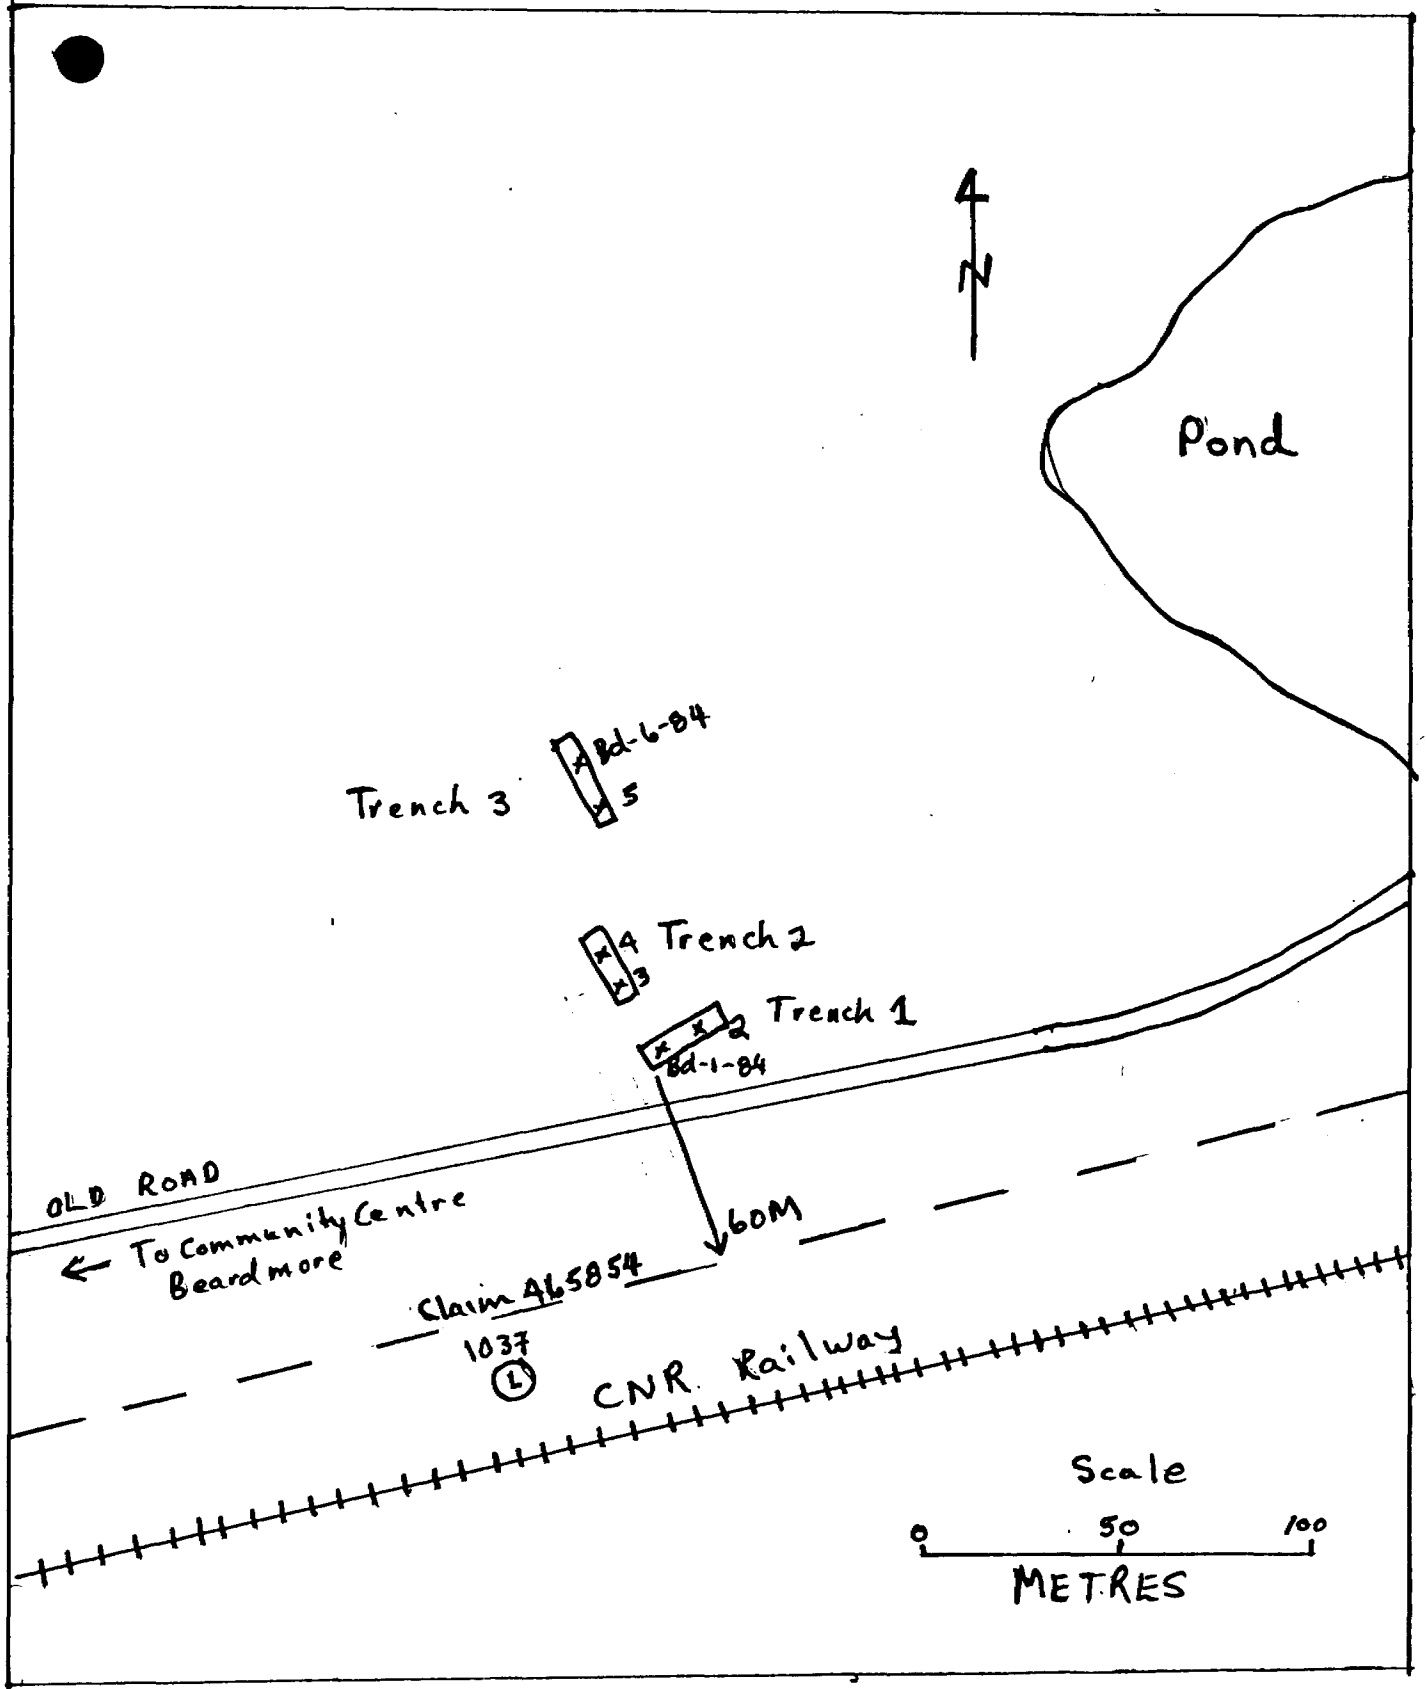 N
Pond
Bd-6-84
Trench 3
5
4 Trench 2
3
Trench 1
2
Bd-1-84
OLD ROAD
← To Community Centre
Beardmore
60M
Claim 465854
1037
L
CNR. Railway
Scale
0 50 100
METRES